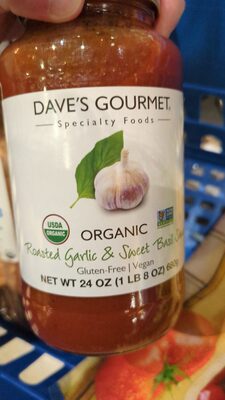 DAVE'S GOURMET
Specialty Foods
USDA
ORGANIC
ORGANIC
Roasted Garlic & Sweet Basil
Gluten-Free | Vegan
NET WT 24 OZ (1 LB 8 OZ) 680g